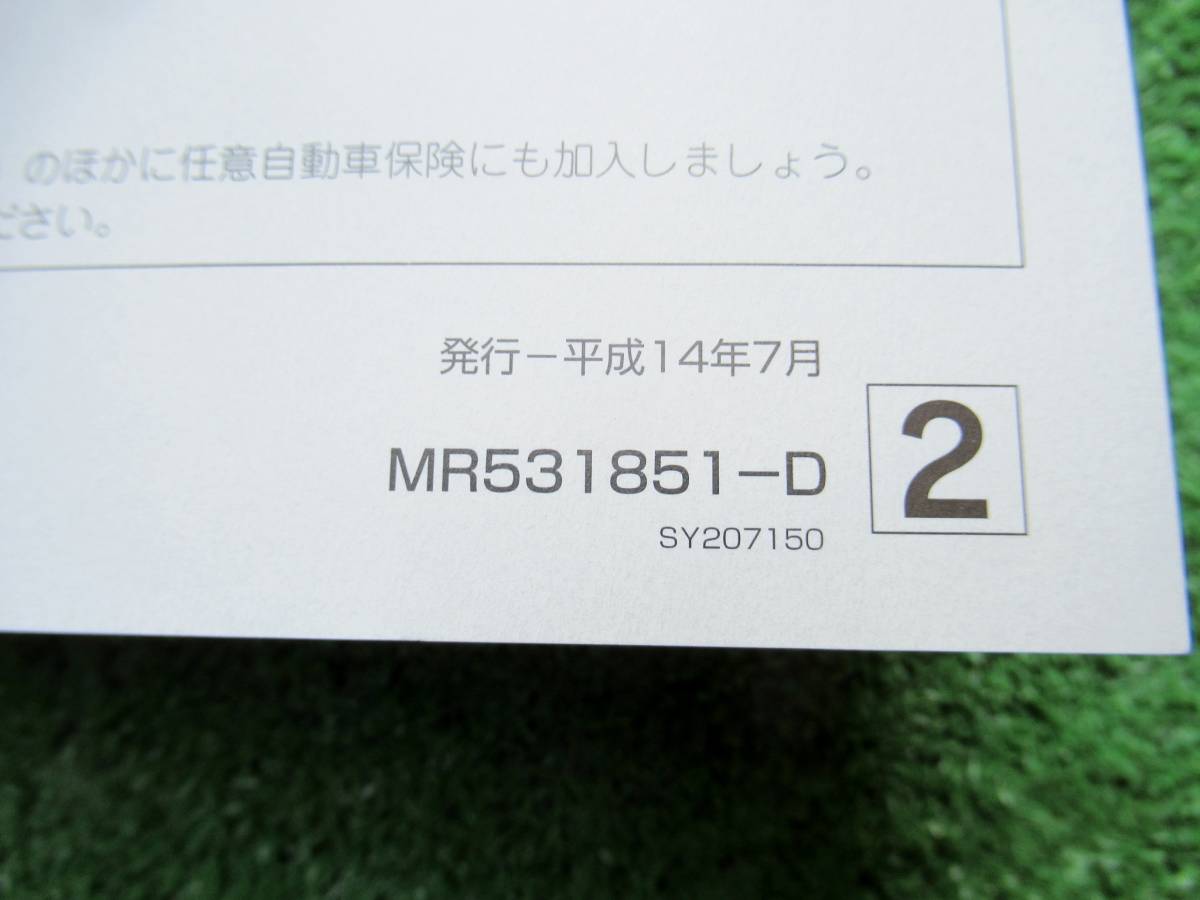 のほかに任意自動車保険にも加入しましょう。
ださい。
発行－平成14年7月
MR531851－D
2
SY207150